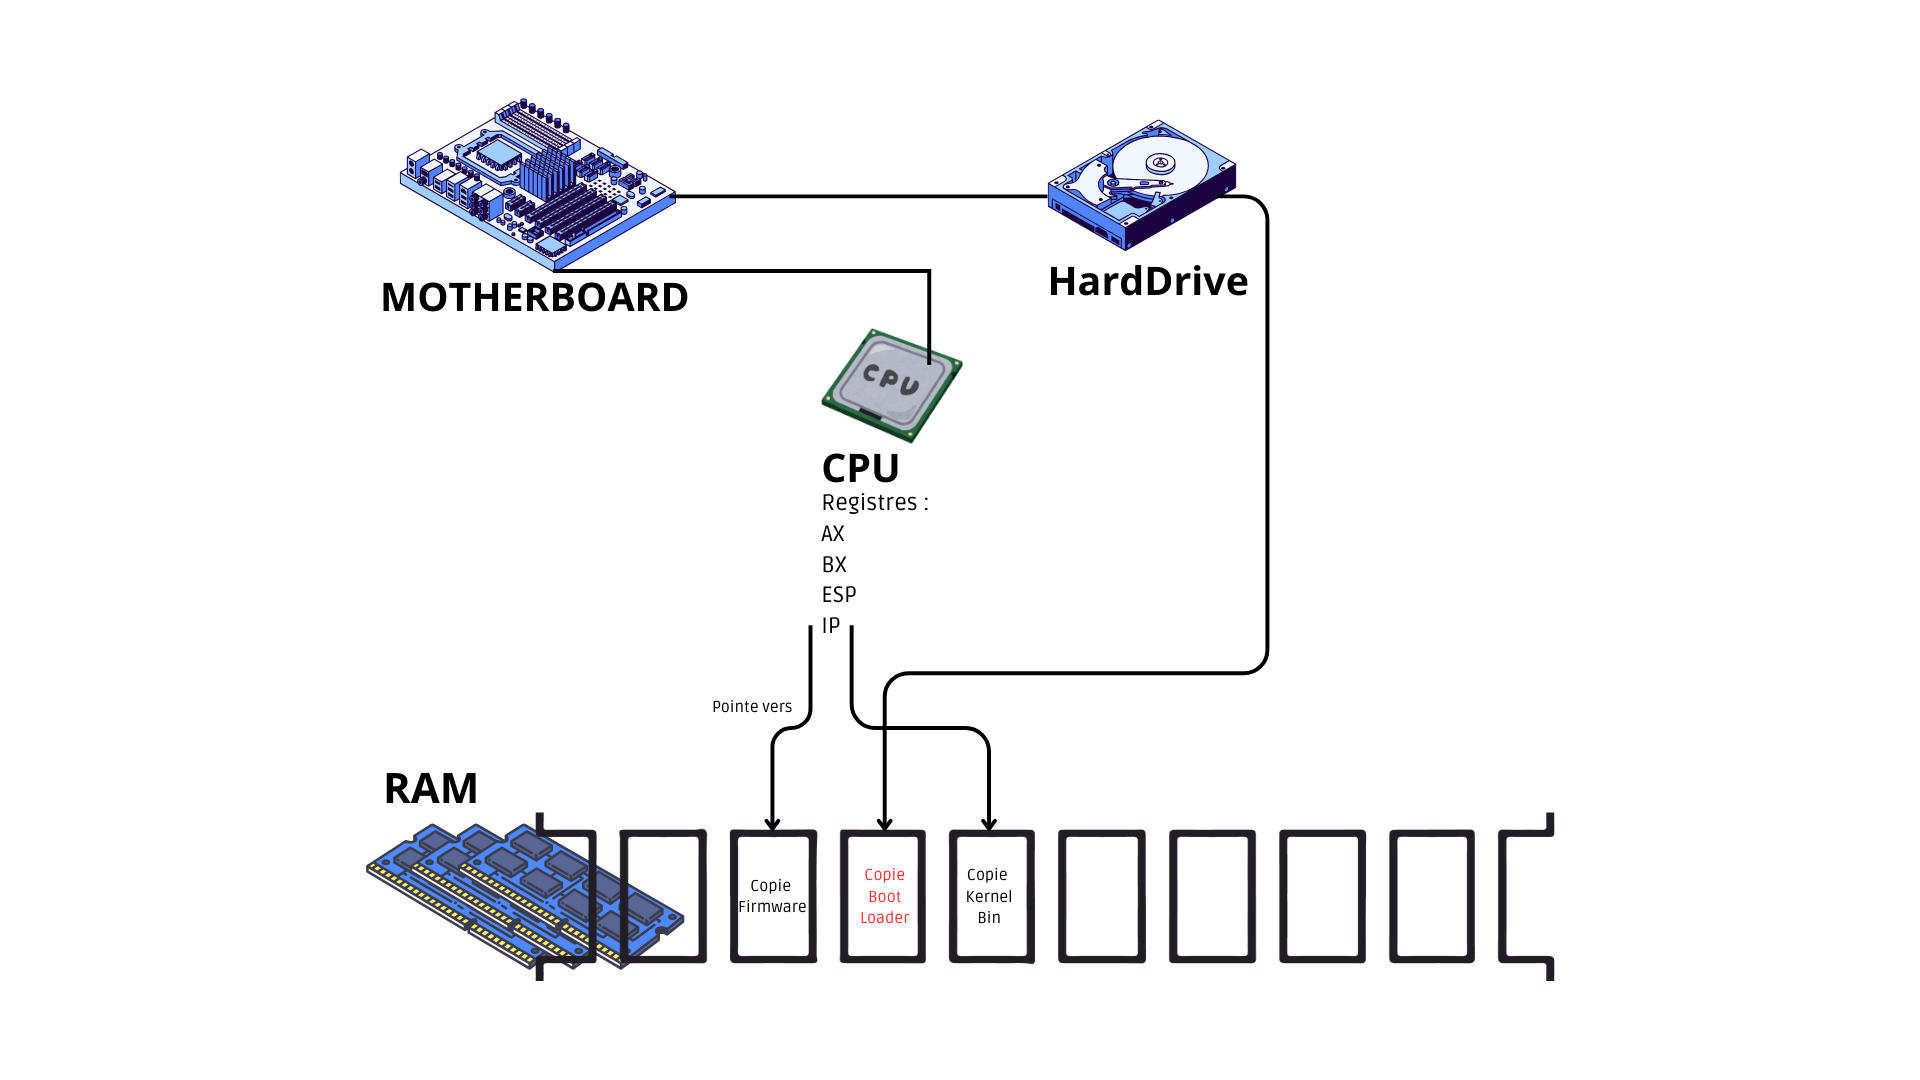 MOTHERBOARD
HardDrive
CPU
CPU
Registres :
AX
BX
ESP
IP
Pointe vers
RAM
Copie
Firmware
Copie
Boot
Loader
Copie
Kernel
Bin